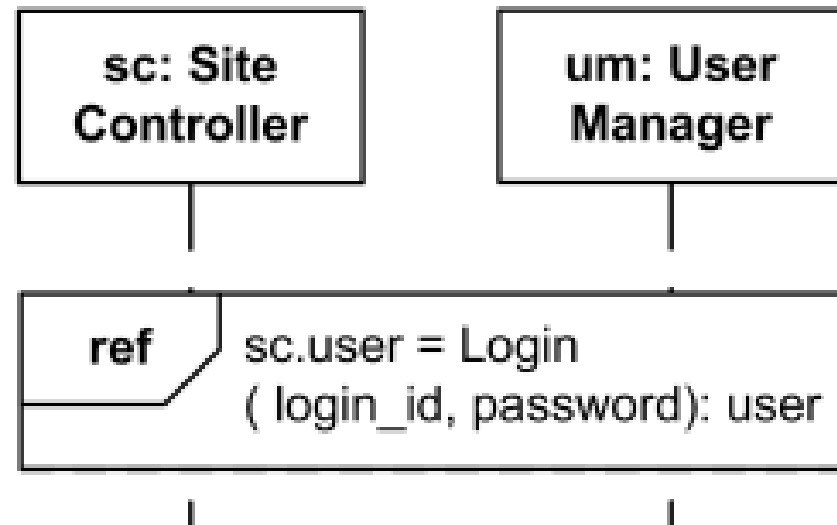 sc: Site
Controller
um: User
Manager
ref
sc.user = Login
( login_id, password): user